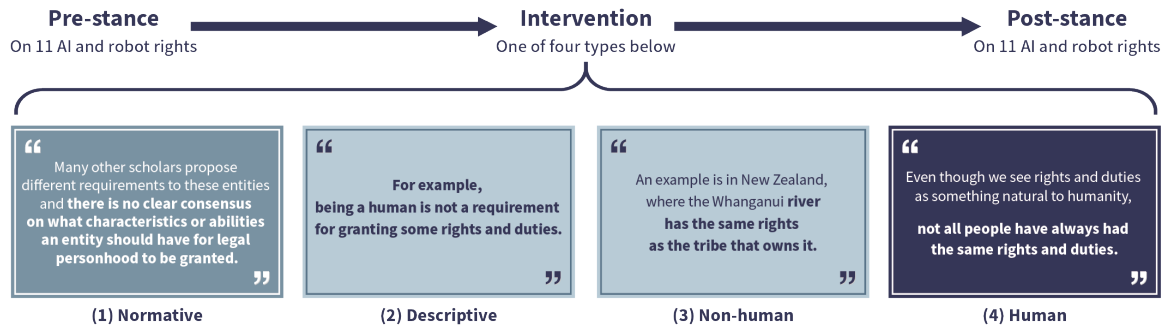 Pre-stance
On 11 AI and robot rights
Intervention
One of four types below
Post-stance
On 11 AI and robot rights
“
Many other scholars propose
different requirements to these entities
and there is no clear consensus
on what characteristics or abilities
an entity should have for legal
personhood to be granted.
”
(1) Normative
“
For example,
being a human is not a requirement
for granting some rights and duties.
”
(2) Descriptive
“
An example is in New Zealand,
where the Whanganui river
has the same rights
as the tribe that owns it.
”
(3) Non-human
“
Even though we see rights and duties
as something natural to humanity,
not all people have always had
the same rights and duties.
”
(4) Human